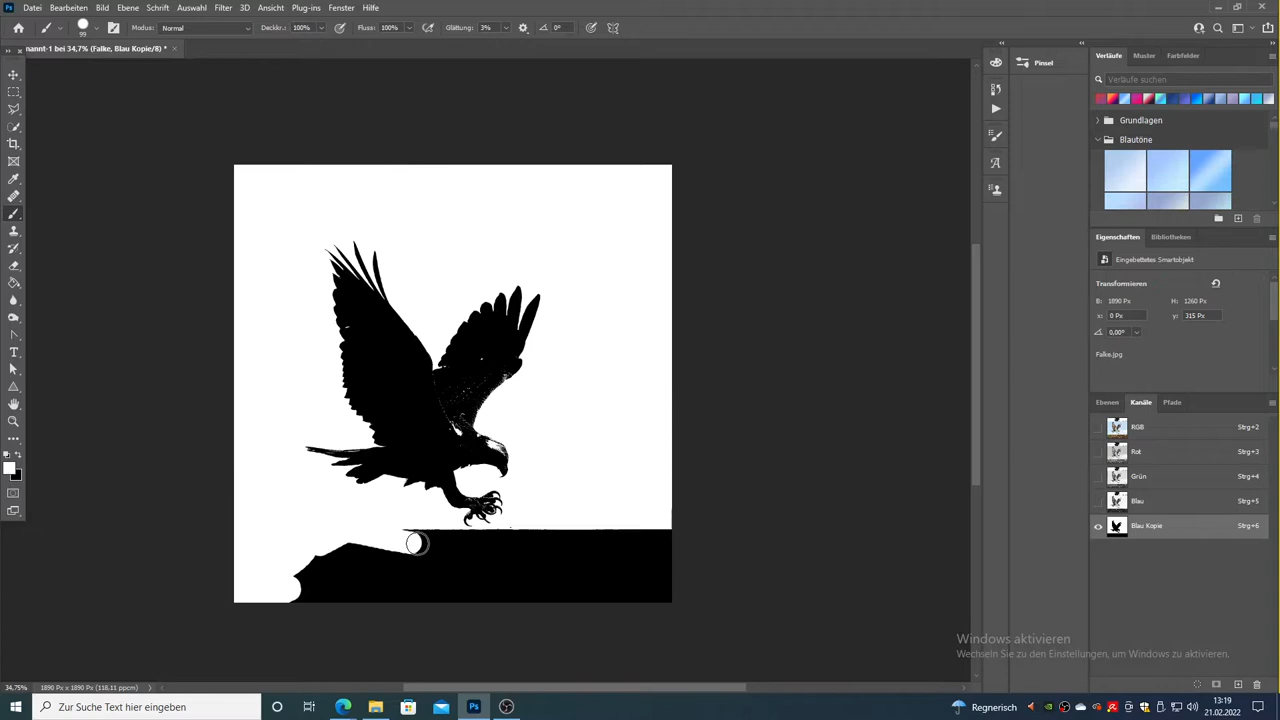 Datei Bearbeiten Bild Ebene Schrift Auswahl Filter 3D Ansicht Plug-ins Fenster Hilfe
99 Modus: Normal Deckkr.: 100% Fluss: 100% Glättung: 3% 0°
nannt-1 bei 34,7% (Falke, Blau Kopie/8) * ×
Pinsel
Verläufe Muster Farbfelder
Verläufe suchen
Grundlagen
Blautöne
Eigenschaften Bibliotheken
Eingebettetes Smartobjekt
Transformieren
B: 1890 Px H: 1260 Px
x: 0 Px y: 315 Px
0,00°
Falke.jpg
Ebenen Kanäle Pfade
RGB Strg+2
Rot Strg+3
Grün Strg+4
Blau Strg+5
Blau Kopie Strg+6
Windows aktivieren
Wechseln Sie zu den Einstellungen, um Windows zu aktivieren.
34,75% 1890 Px x 1890 Px (118,11 ppcm)
Zur Suche Text hier eingeben
Regnerisch
13:19
21.02.2022